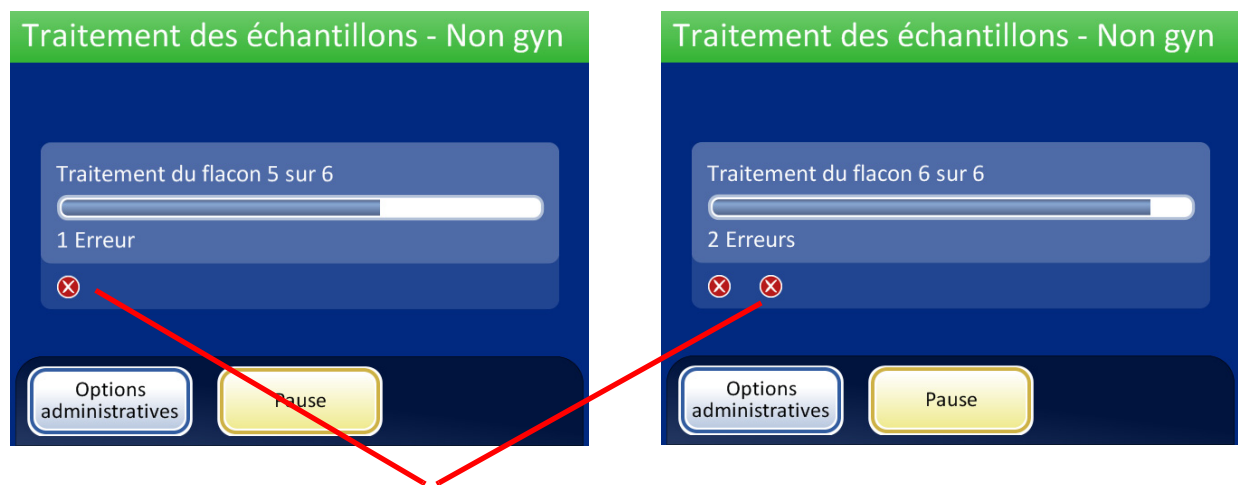 Traitement des échantillons - Non gyn
Traitement du flacon 5 sur 6
1 Erreur
Options
administratives
Pause
Traitement des échantillons - Non gyn
Traitement du flacon 6 sur 6
2 Erreurs
Options
administratives
Pause